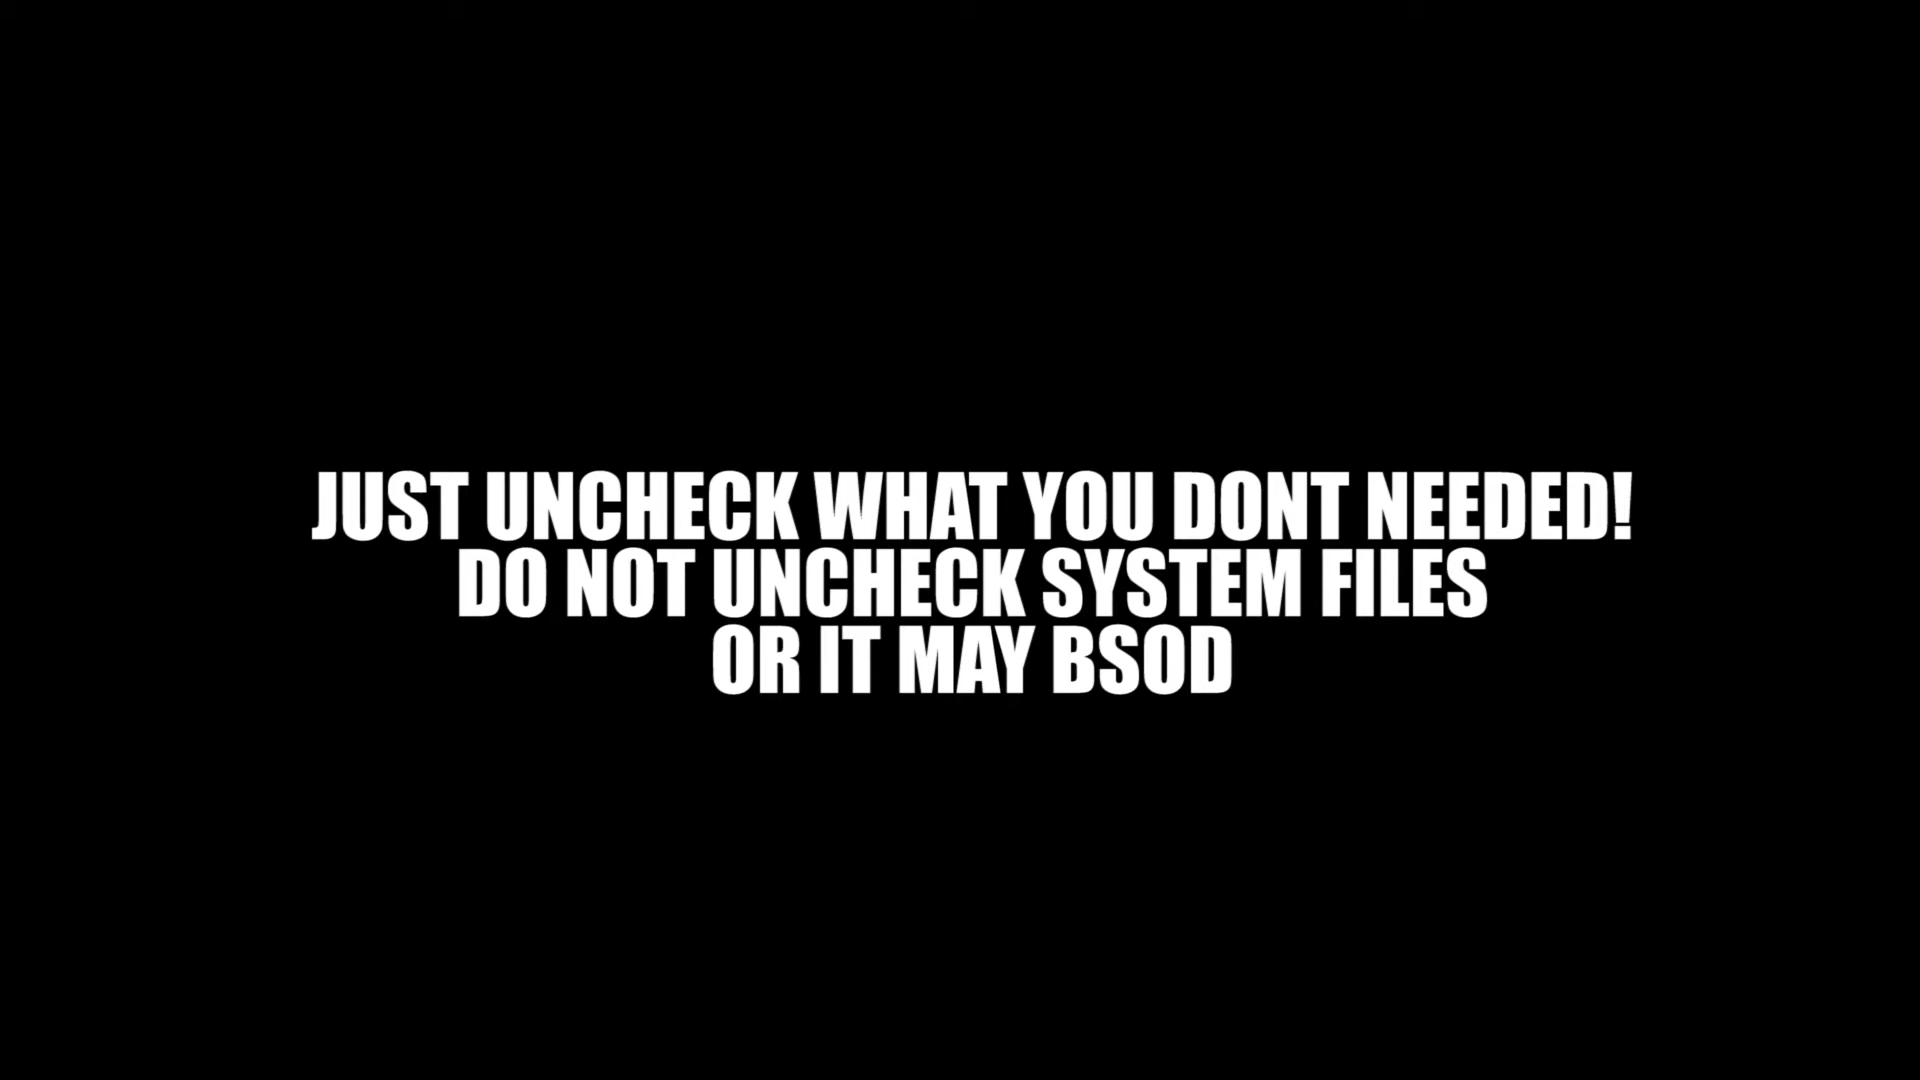 JUST UNCHECK WHAT YOU DONT NEEDED!
DO NOT UNCHECK SYSTEM FILES
OR IT MAY BSOD